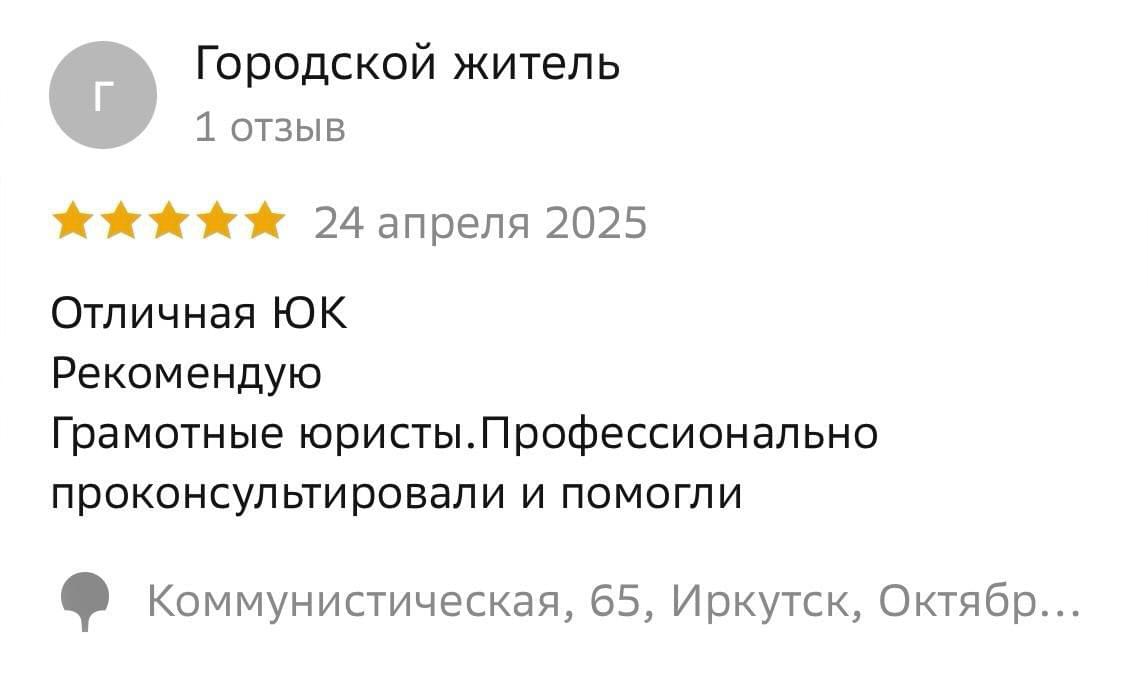 Г
Городской житель
1 отзыв
24 апреля 2025
Отличная ЮК
Рекомендую
Грамотные юристы.Профессионально
проконсультировали и помогли
Коммунистическая, 65, Иркутск, Октябр...